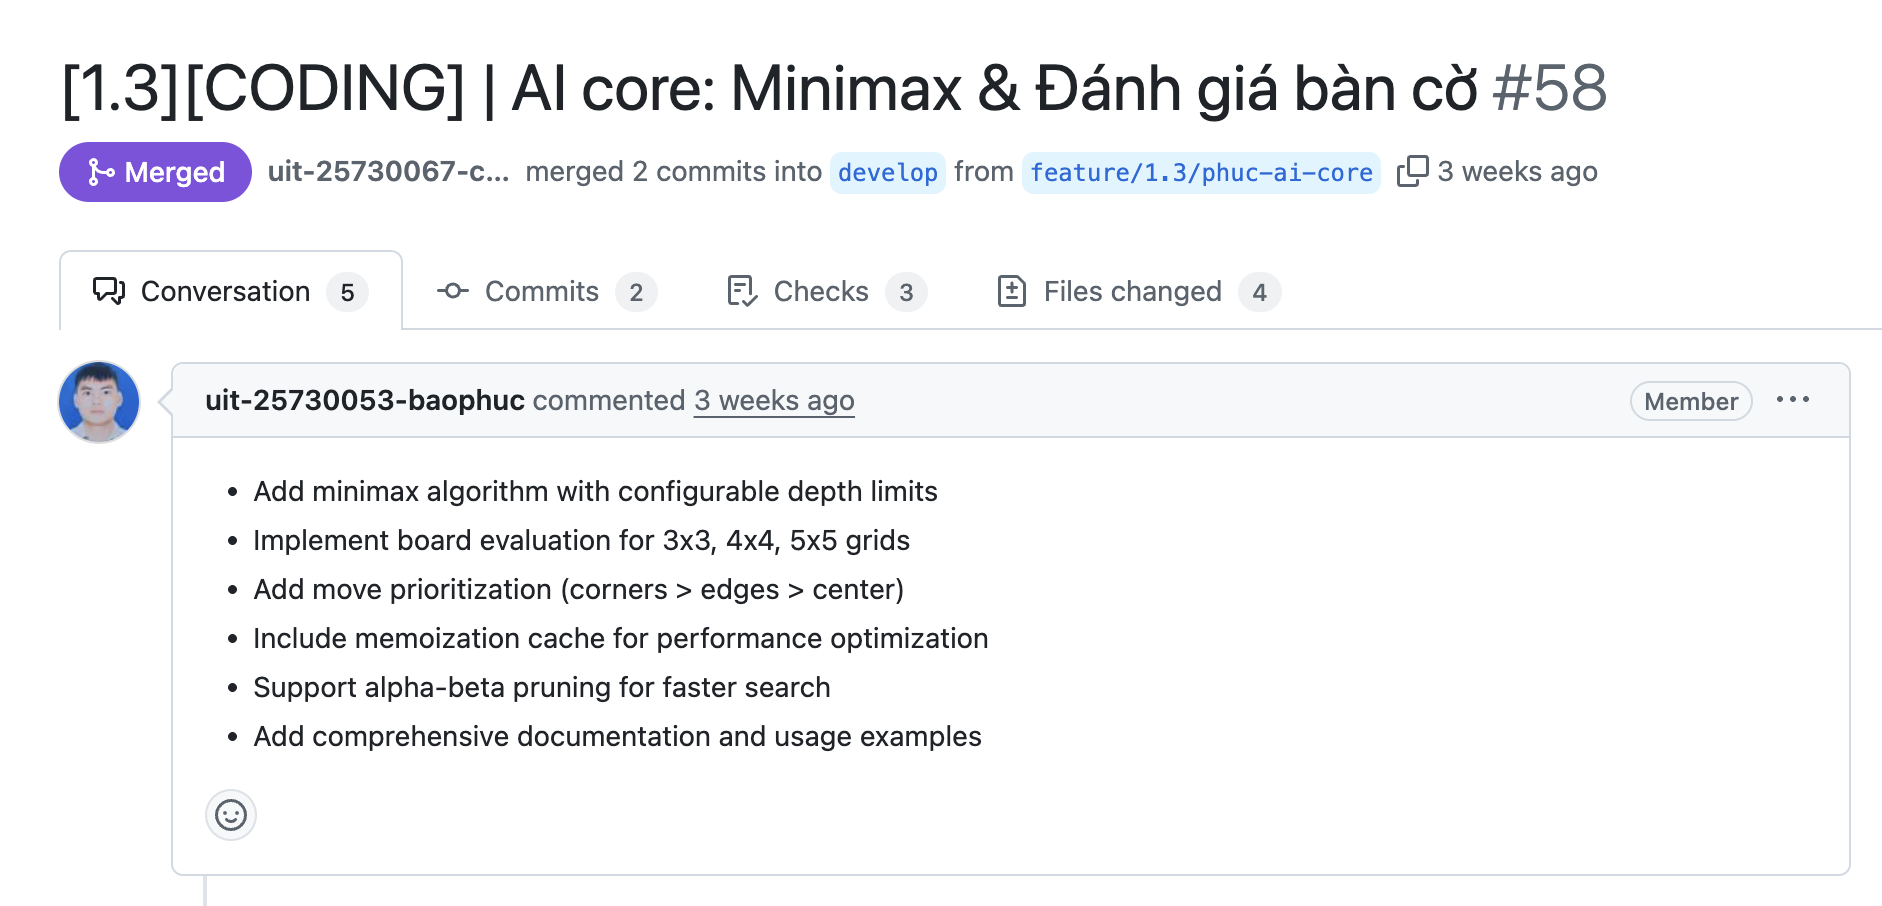 [1.3][CODING] | AI core: Minimax & Đánh giá bàn cờ #58
Merged uit-25730067-c... merged 2 commits into develop from feature/1.3/phuc-ai-core 3 weeks ago
Conversation 5 Commits 2 Checks 3 Files changed 4
uit-25730053-baophuc commented 3 weeks ago Member ...
• Add minimax algorithm with configurable depth limits
• Implement board evaluation for 3x3, 4x4, 5x5 grids
• Add move prioritization (corners > edges > center)
• Include memoization cache for performance optimization
• Support alpha-beta pruning for faster search
• Add comprehensive documentation and usage examples